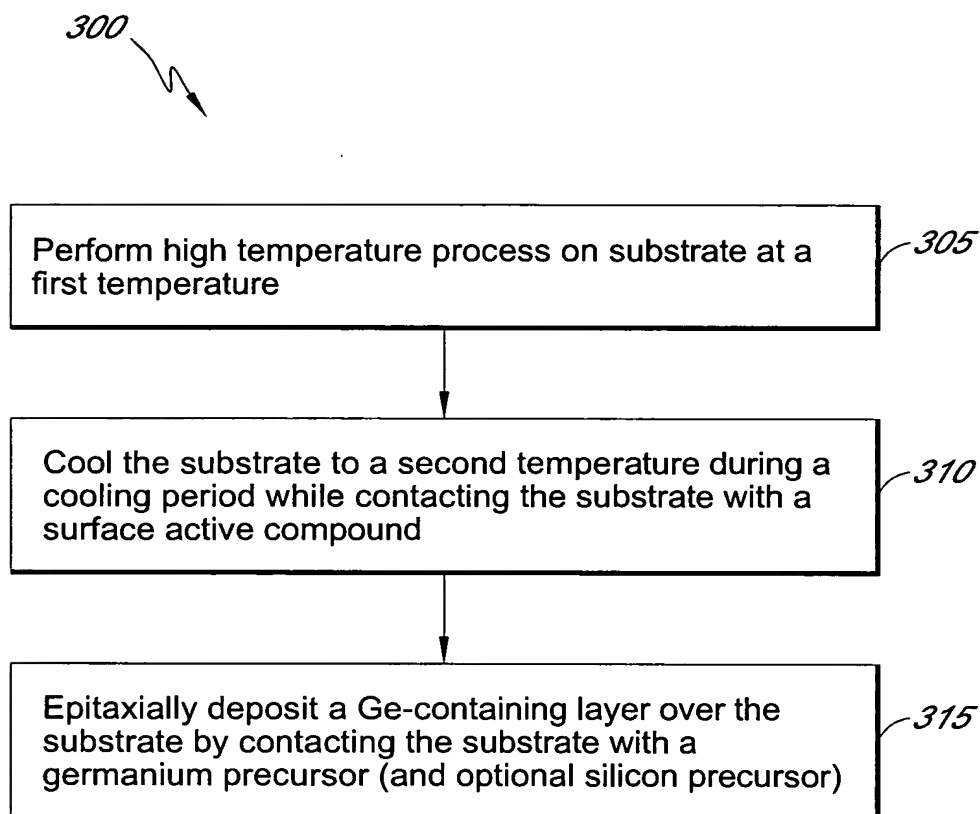 300
Perform high temperature process on substrate at a
first temperature
305
Cool the substrate to a second temperature during a
cooling period while contacting the substrate with a
surface active compound
310
Epitaxially deposit a Ge-containing layer over the
substrate by contacting the substrate with a
germanium precursor (and optional silicon precursor)
315